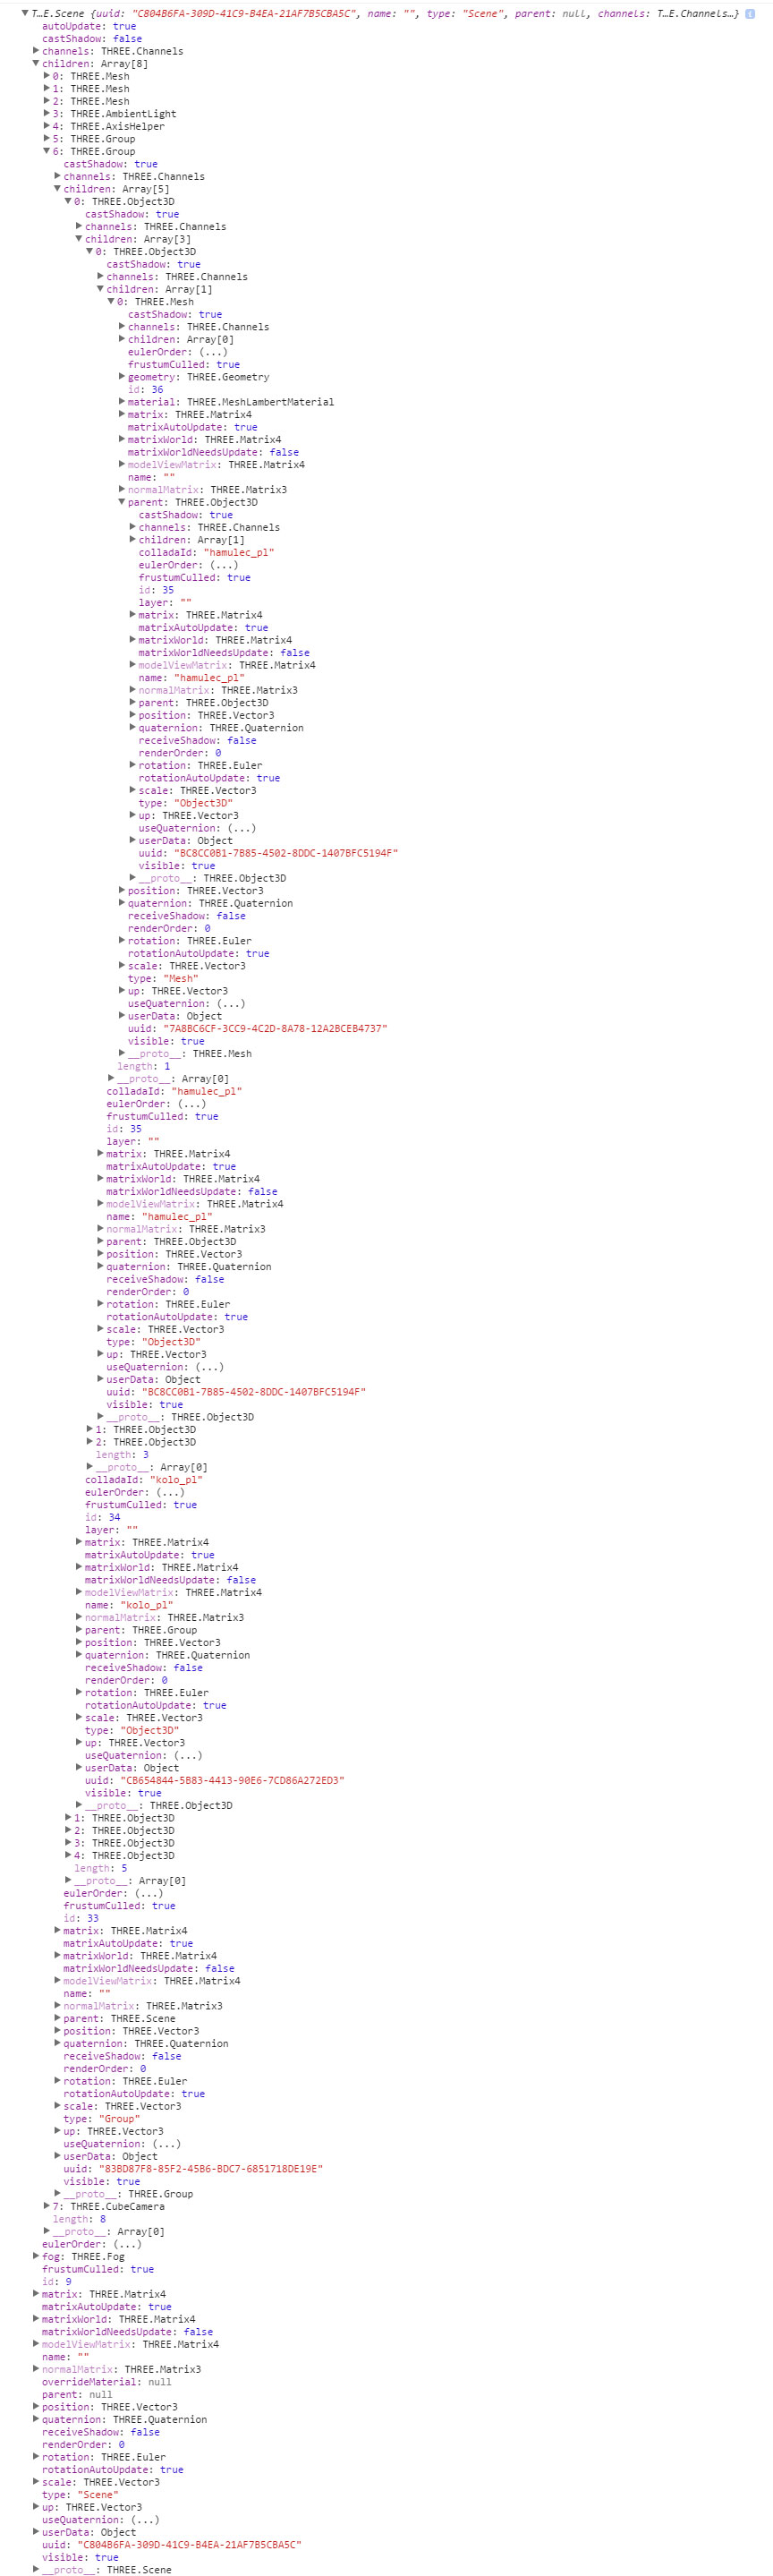 T…E.Scene {uuid: "C804B6FA-309D-41C9-B4EA-21AF7B5CBA5C", name: "", type: "Scene", parent: null, channels: T…E.Channels…}
autoUpdate: true
castShadow: false
channels: THREE.Channels
children: Array[8]
0: THREE.Mesh
1: THREE.Mesh
2: THREE.Mesh
3: THREE.AmbientLight
4: THREE.AxisHelper
5: THREE.Group
6: THREE.Group
castShadow: true
channels: THREE.Channels
children: Array[5]
0: THREE.Object3D
castShadow: true
channels: THREE.Channels
children: Array[3]
0: THREE.Object3D
castShadow: true
channels: THREE.Channels
children: Array[1]
0: THREE.Mesh
castShadow: true
channels: THREE.Channels
children: Array[0]
eulerOrder: (...)
frustumCulled: true
geometry: THREE.Geometry
id: 36
material: THREE.MeshLambertMaterial
matrix: THREE.Matrix4
matrixAutoUpdate: true
matrixWorld: THREE.Matrix4
matrixWorldNeedsUpdate: false
modelViewMatrix: THREE.Matrix4
name: ""
normalMatrix: THREE.Matrix3
parent: THREE.Object3D
castShadow: true
channels: THREE.Channels
children: Array[1]
colladaId: "hamulec_pl"
eulerOrder: (...)
frustumCulled: true
id: 35
layer: ""
matrix: THREE.Matrix4
matrixAutoUpdate: true
matrixWorld: THREE.Matrix4
matrixWorldNeedsUpdate: false
modelViewMatrix: THREE.Matrix4
name: "hamulec_pl"
normalMatrix: THREE.Matrix3
parent: THREE.Object3D
position: THREE.Vector3
quaternion: THREE.Quaternion
receiveShadow: false
renderOrder: 0
rotation: THREE.Euler
rotationAutoUpdate: true
scale: THREE.Vector3
type: "Object3D"
up: THREE.Vector3
useQuaternion: (...)
userData: Object
uuid: "BC8CC0B1-7B85-4502-8DDC-1407BFC5194F"
visible: true
__proto__: THREE.Object3D
position: THREE.Vector3
quaternion: THREE.Quaternion
receiveShadow: false
renderOrder: 0
rotation: THREE.Euler
rotationAutoUpdate: true
scale: THREE.Vector3
type: "Mesh"
up: THREE.Vector3
useQuaternion: (...)
userData: Object
uuid: "7A8BC6CF-3CC9-4C2D-8A78-12A2BCEB4737"
visible: true
__proto__: THREE.Mesh
length: 1
__proto__: Array[0]
colladaId: "hamulec_pl"
eulerOrder: (...)
frustumCulled: true
id: 35
layer: ""
matrix: THREE.Matrix4
matrixAutoUpdate: true
matrixWorld: THREE.Matrix4
matrixWorldNeedsUpdate: false
modelViewMatrix: THREE.Matrix4
name: "hamulec_pl"
normalMatrix: THREE.Matrix3
parent: THREE.Object3D
position: THREE.Vector3
quaternion: THREE.Quaternion
receiveShadow: false
renderOrder: 0
rotation: THREE.Euler
rotationAutoUpdate: true
scale: THREE.Vector3
type: "Object3D"
up: THREE.Vector3
useQuaternion: (...)
userData: Object
uuid: "BC8CC0B1-7B85-4502-8DDC-1407BFC5194F"
visible: true
__proto__: THREE.Object3D
1: THREE.Object3D
2: THREE.Object3D
length: 3
__proto__: Array[0]
colladaId: "kolo_pl"
eulerOrder: (...)
frustumCulled: true
id: 34
layer: ""
matrix: THREE.Matrix4
matrixAutoUpdate: true
matrixWorld: THREE.Matrix4
matrixWorldNeedsUpdate: false
modelViewMatrix: THREE.Matrix4
name: "kolo_pl"
normalMatrix: THREE.Matrix3
parent: THREE.Group
position: THREE.Vector3
quaternion: THREE.Quaternion
receiveShadow: false
renderOrder: 0
rotation: THREE.Euler
rotationAutoUpdate: true
scale: THREE.Vector3
type: "Object3D"
up: THREE.Vector3
useQuaternion: (...)
userData: Object
uuid: "CB654844-5B83-4413-90E6-7CD86A272ED3"
visible: true
__proto__: THREE.Object3D
1: THREE.Object3D
2: THREE.Object3D
3: THREE.Object3D
4: THREE.Object3D
length: 5
__proto__: Array[0]
eulerOrder: (...)
frustumCulled: true
id: 33
matrix: THREE.Matrix4
matrixAutoUpdate: true
matrixWorld: THREE.Matrix4
matrixWorldNeedsUpdate: false
modelViewMatrix: THREE.Matrix4
name: ""
normalMatrix: THREE.Matrix3
parent: THREE.Scene
position: THREE.Vector3
quaternion: THREE.Quaternion
receiveShadow: false
renderOrder: 0
rotation: THREE.Euler
rotationAutoUpdate: true
scale: THREE.Vector3
type: "Group"
up: THREE.Vector3
useQuaternion: (...)
userData: Object
uuid: "83BD87F8-85F2-45B6-BDC7-6851718DE19E"
visible: true
__proto__: THREE.Group
7: THREE.CubeCamera
length: 8
__proto__: Array[0]
eulerOrder: (...)
fog: THREE.Fog
frustumCulled: true
id: 9
matrix: THREE.Matrix4
matrixAutoUpdate: true
matrixWorld: THREE.Matrix4
matrixWorldNeedsUpdate: false
modelViewMatrix: THREE.Matrix4
name: ""
normalMatrix: THREE.Matrix3
overrideMaterial: null
parent: null
position: THREE.Vector3
quaternion: THREE.Quaternion
receiveShadow: false
renderOrder: 0
rotation: THREE.Euler
rotationAutoUpdate: true
scale: THREE.Vector3
type: "Scene"
up: THREE.Vector3
useQuaternion: (...)
userData: Object
uuid: "C804B6FA-309D-41C9-B4EA-21AF7B5CBA5C"
visible: true
__proto__: THREE.Scene